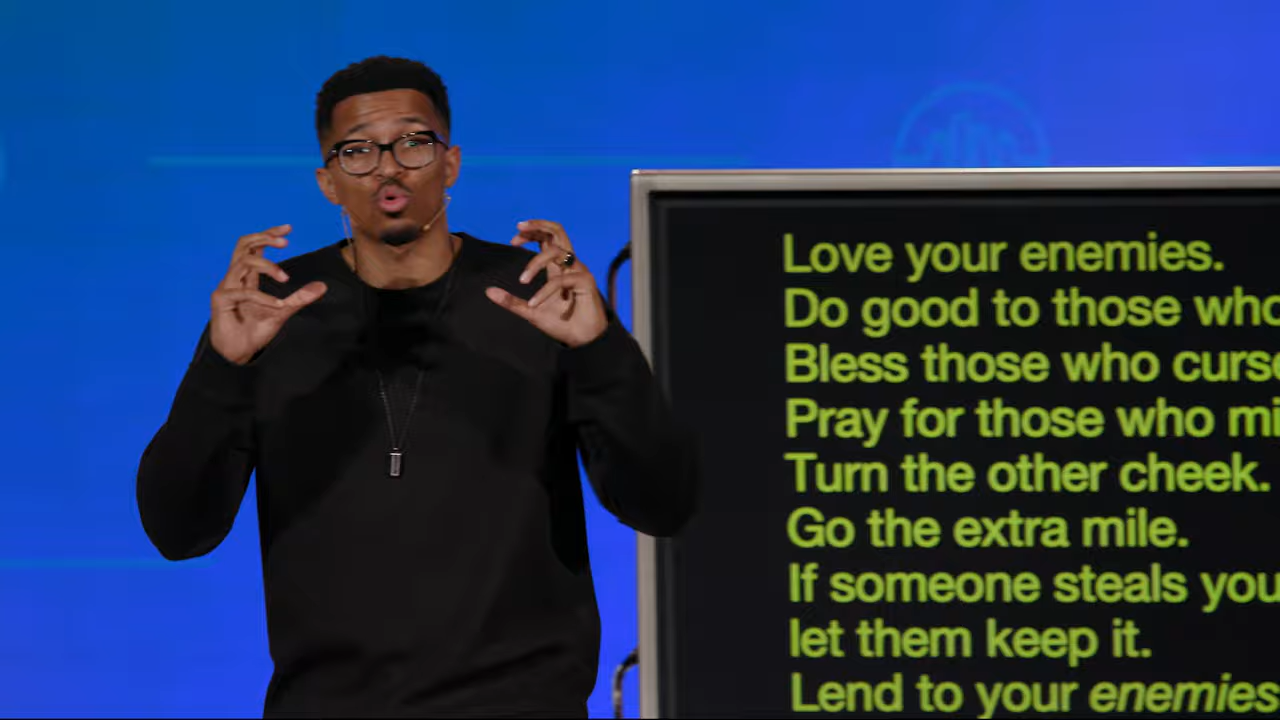 Love your enemies.
Do good to those who
Bless those who curse
Pray for those who mi
Turn the other cheek.
Go the extra mile.
If someone steals you
let them keep it.
Lend to your enemies